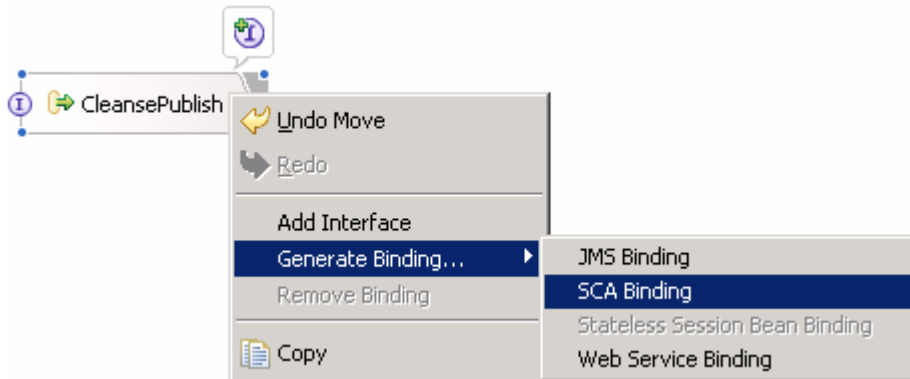 I
I
CleansePublish
Undo Move
Redo
Add Interface
Generate Binding...
Remove Binding
Copy
JMS Binding
SCA Binding
Stateless Session Bean Binding
Web Service Binding